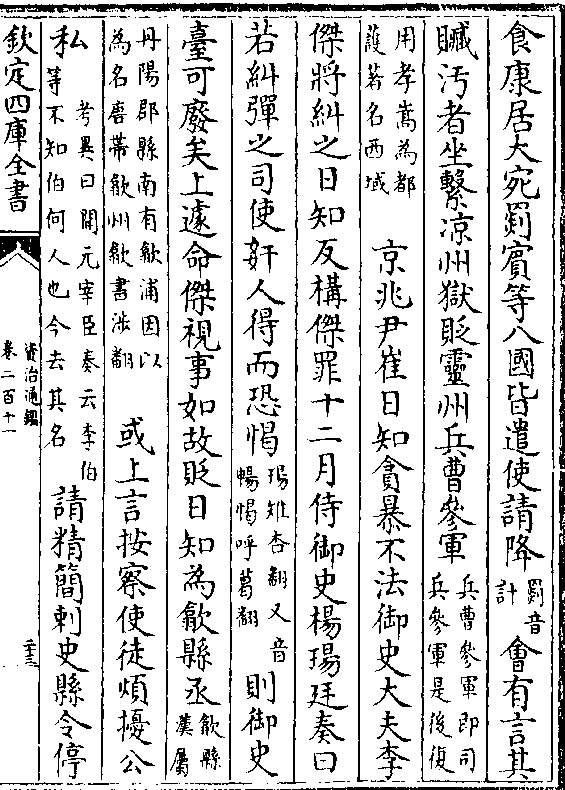 食康居大宛罽賓等八國皆遣使請降罽音計會有言其
贓汚者坐繫凉州獄貶靈州兵曹參軍兵曹參軍即司兵參軍是後復
用孝嵩為都護著名西域京兆尹崔日知貪暴不法御史大夫李
傑將糾之日知反構傑罪十二月侍御史楊瑒廷奏曰
若糾彈之司使姧人得而恐愒瑒雉杏翻又音暢愒呼葛翻則御史
臺可廢矣上遽命傑視事如故貶日知為歙縣丞歙縣漢屬
丹陽郡縣南有歙浦因以為名唐帶歙州歙書涉翻或上言按察使徒煩擾公
私考異曰開元宰臣奏云李伯等不知伯何人也今去其名請精簡刺史縣令停
欽定四庫全書
資治通鑑
卷二百十一
二十三